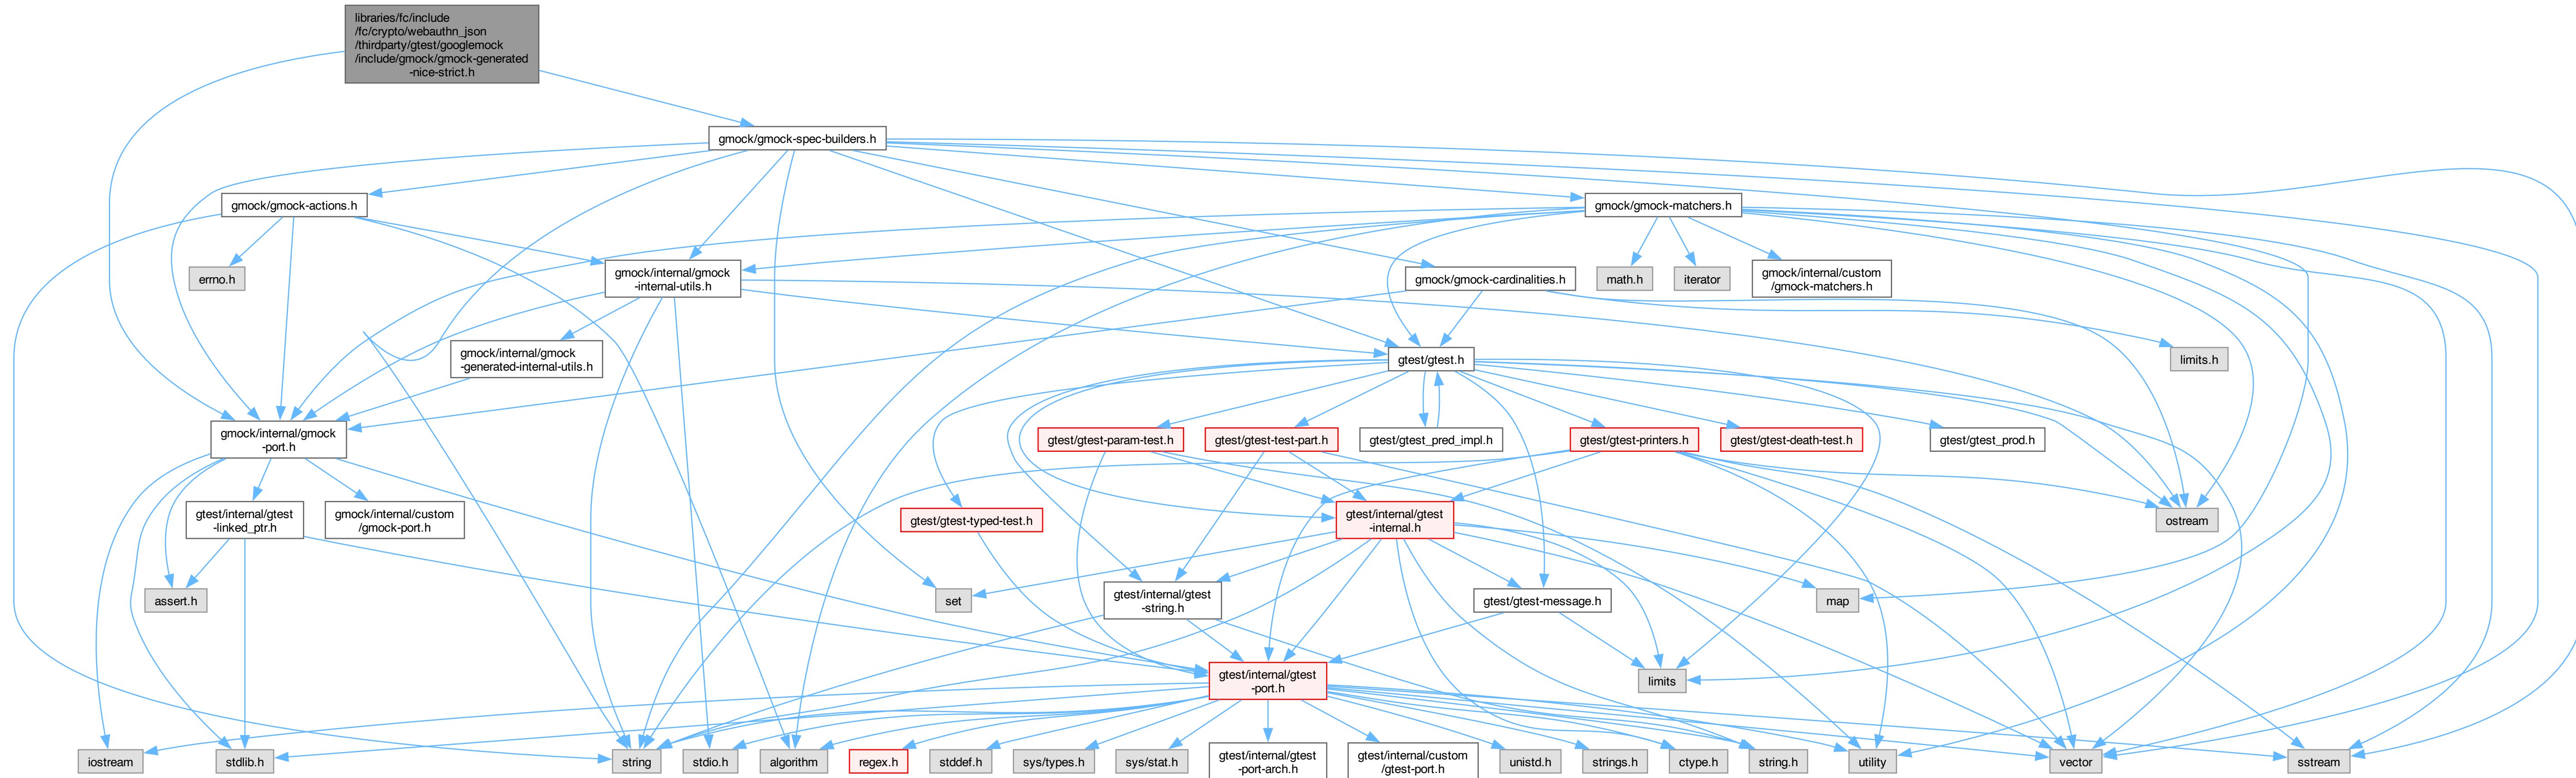 libraries/fc/include
/fc/crypto/webauthn_json
/thirdparty/gtest/googlemock
/include/gmock/gmock-generated
-nice-strict.h
gmock/gmock-spec-builders.h
gmock/gmock-actions.h
gmock/gmock-matchers.h
errno.h
gmock/internal/gmock
-internal-utils.h
gmock/gmock-cardinalities.h
math.h
iterator
gmock/internal/custom
/gmock-matchers.h
gmock/internal/gmock
-generated-internal-utils.h
gtest/gtest.h
limits.h
gmock/internal/gmock
-port.h
gtest/gtest-param-test.h
gtest/gtest-test-part.h
gtest/gtest_pred_impl.h
gtest/gtest-printers.h
gtest/gtest-death-test.h
gtest/gtest_prod.h
gtest/internal/gtest
-linked_ptr.h
gmock/internal/custom
/gmock-port.h
gtest/gtest-typed-test.h
gtest/internal/gtest
-internal.h
ostream
assert.h
set
gtest/internal/gtest
-string.h
gtest/gtest-message.h
map
gtest/internal/gtest
-port.h
limits
iostream
stdlib.h
string
stdio.h
algorithm
regex.h
stddef.h
sys/types.h
sys/stat.h
gtest/internal/gtest
-port-arch.h
gtest/internal/custom
/gtest-port.h
unistd.h
strings.h
ctype.h
string.h
utility
vector
sstream